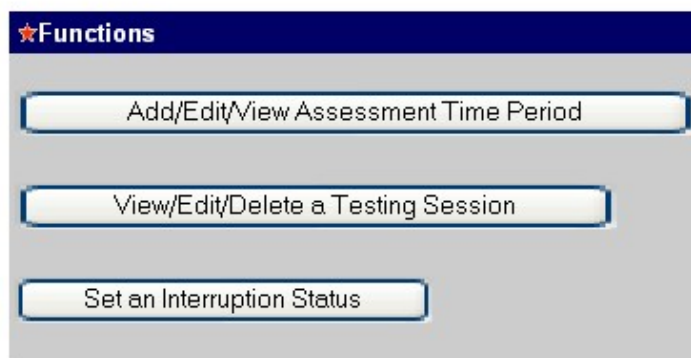 Functions
Add/Edit/View Assessment Time Period
View/Edit/Delete a Testing Session
Set an Interruption Status